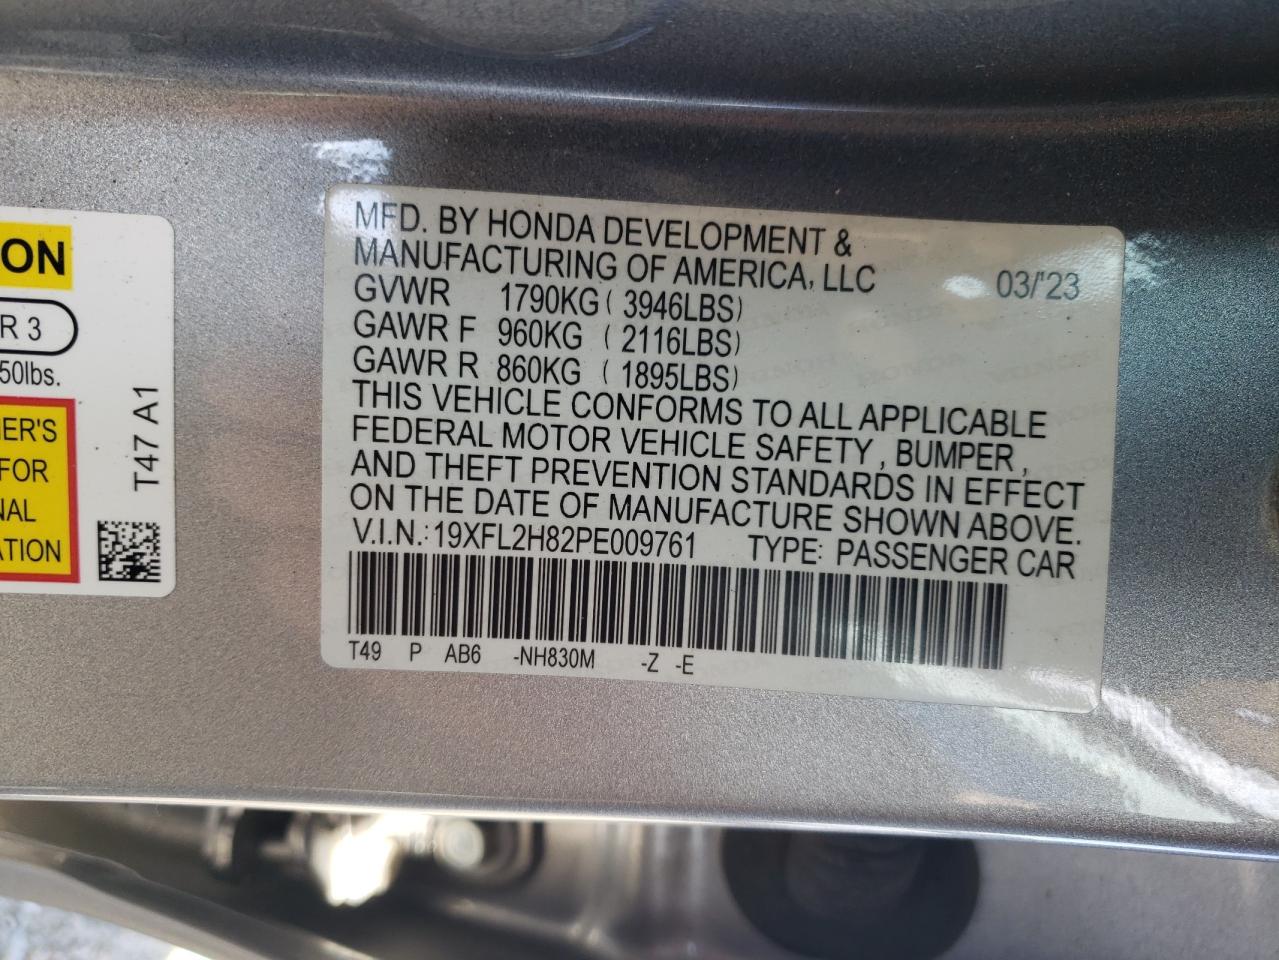 ON
R 3
50lbs.
ER'S
FOR
NAL
ATION
T47 A1
MFD. BY HONDA DEVELOPMENT &
MANUFACTURING OF AMERICA, LLC 03/'23
GVWR 1790KG ( 3946LBS)
GAWR F 960KG ( 2116LBS)
GAWR R 860KG ( 1895LBS)
THIS VEHICLE CONFORMS TO ALL APPLICABLE
FEDERAL MOTOR VEHICLE SAFETY , BUMPER ,
AND THEFT PREVENTION STANDARDS IN EFFECT
ON THE DATE OF MANUFACTURE SHOWN ABOVE.
V.I.N.: 19XFL2H82PE009761 TYPE: PASSENGER CAR
T49 P AB6 -NH830M -Z -E